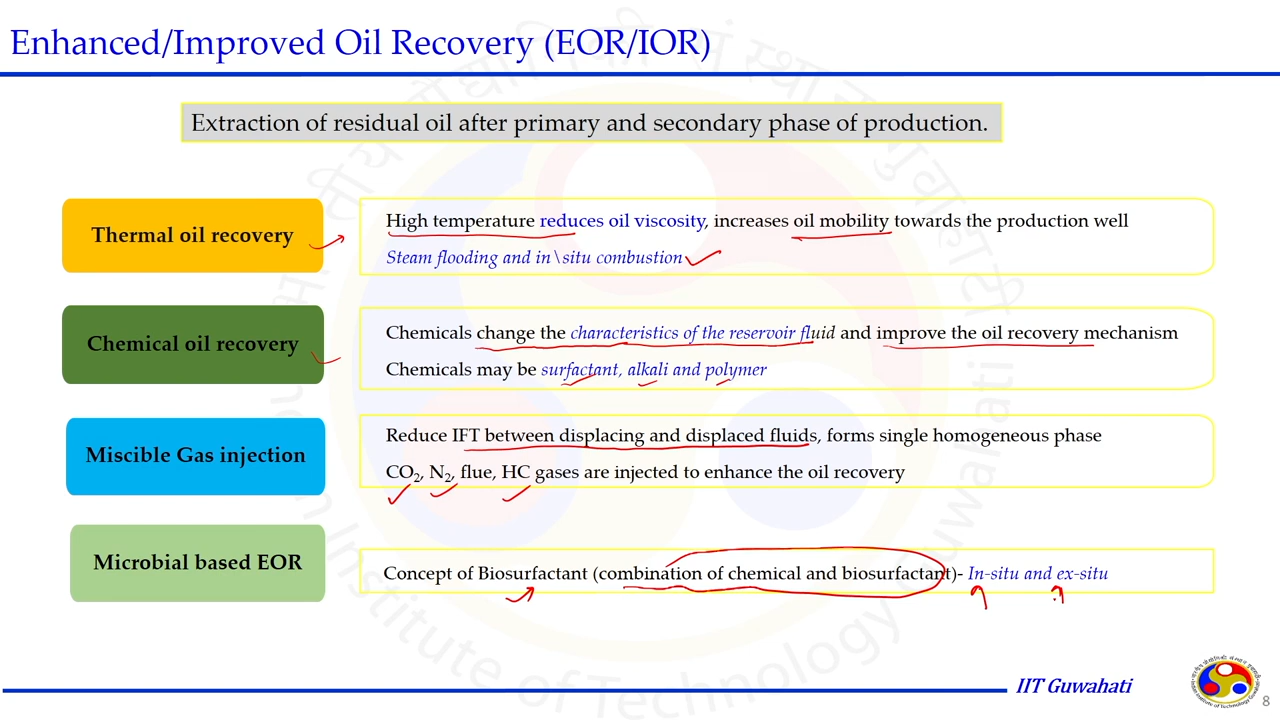 Enhanced/Improved Oil Recovery (EOR/IOR)
Extraction of residual oil after primary and secondary phase of production.
Thermal oil recovery
High temperature reduces oil viscosity, increases oil mobility towards the production well
Steam flooding and in\situ combustion
Chemical oil recovery
Chemicals change the characteristics of the reservoir fluid and improve the oil recovery mechanism
Chemicals may be surfactant, alkali and polymer
Miscible Gas injection
Reduce IFT between displacing and displaced fluids, forms single homogeneous phase
CO₂, N₂, flue, HC gases are injected to enhance the oil recovery
Microbial based EOR
Concept of Biosurfactant (combination of chemical and biosurfactant)- In-situ and ex-situ
IIT Guwahati
8